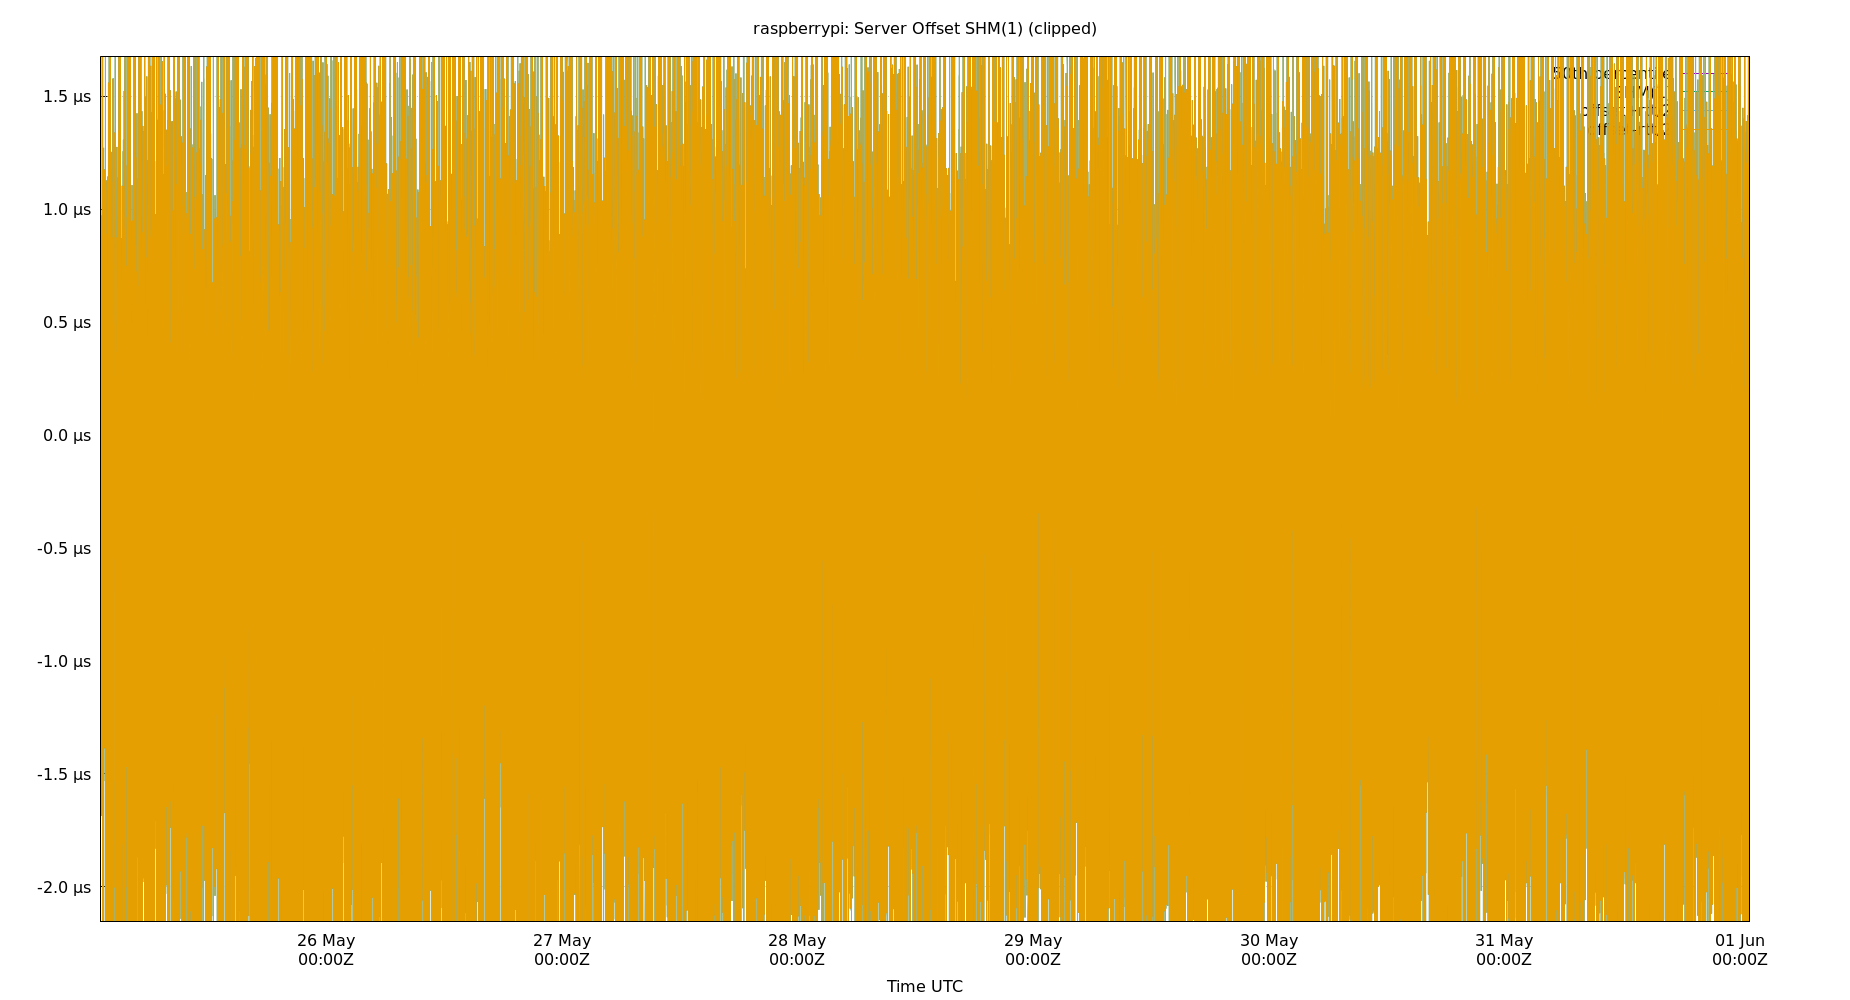 raspberrypi: Server Offset SHM(1) (clipped)
1.5 µs
50th percentile
1.0 µs
0.5 µs
0.0 µs
-0.5 µs
-1.0 µs
-1.5 µs
-2.0 µs
26 May 27 May 28 May 29 May 30 May 31 May 01 Jun
00:00Z 00:00Z 00:00Z 00:00Z 00:00Z 00:00Z 00:00Z
Time UTC